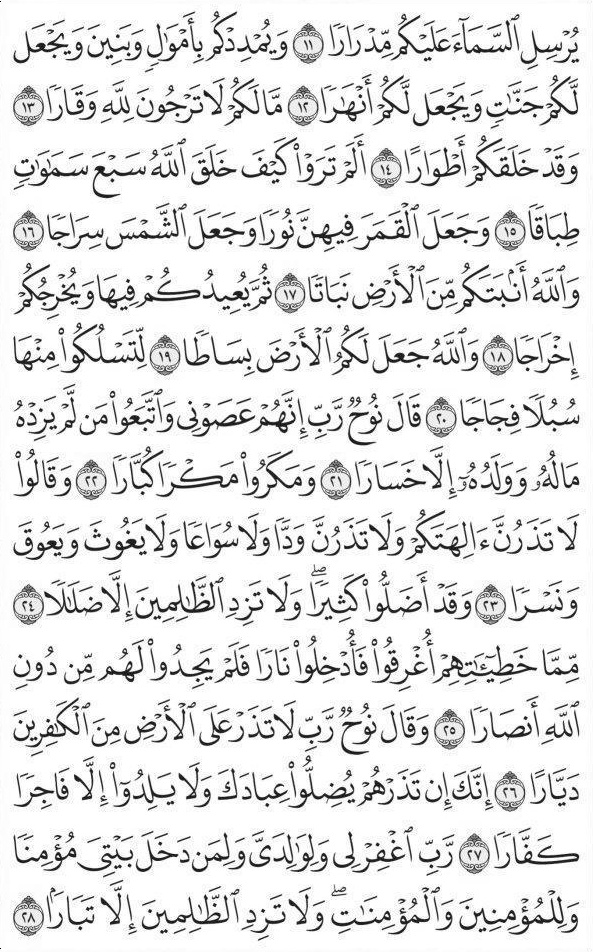 يُرْسِلِ ٱلسَّمَآءَ عَلَيْكُم مِّدْرَارًا ١١ وَيُمْدِدْكُم بِأَمْوَٰلٍ وَبَنِينَ وَيَجْعَل
لَّكُمْ جَنَّٰتٍ وَيَجْعَل لَّكُمْ أَنْهَٰرًا ١٢ مَّا لَكُمْ لَا تَرْجُونَ لِلَّهِ وَقَارًا ١٣
وَقَدْ خَلَقَكُمْ أَطْوَارًا ١٤ أَلَمْ تَرَوْا۟ كَيْفَ خَلَقَ ٱللَّهُ سَبْعَ سَمَٰوَٰتٍ
طِبَاقًا ١٥ وَجَعَلَ ٱلْقَمَرَ فِيهِنَّ نُورًا وَجَعَلَ ٱلشَّمْسَ سِرَاجًا ١٦
وَٱللَّهُ أَنۢبَتَكُم مِّنَ ٱلْأَرْضِ نَبَاتًا ١٧ ثُمَّ يُعِيدُكُمْ فِيهَا وَيُخْرِجُكُمْ
إِخْرَاجًا ١٨ وَٱللَّهُ جَعَلَ لَكُمُ ٱلْأَرْضَ بِسَاطًا ١٩ لِّتَسْلُكُوا۟ مِنْهَا
سُبُلًا فِجَاجًا ٢٠ قَالَ نُوحٌ رَّبِّ إِنَّهُمْ عَصَوْنِى وَٱتَّبَعُوا۟ مَن لَّمْ يَزِدْهُ
مَالُهُۥ وَوَلَدُهُۥٓ إِلَّا خَسَارًا ٢١ وَمَكَرُوا۟ مَكْرًا كُبَّارًا ٢٢ وَقَالُوا۟
لَا تَذَرُنَّ ءَالِهَتَكُمْ وَلَا تَذَرُنَّ وَدًّا وَلَا سُوَاعًا وَلَا يَغُوثَ وَيَعُوقَ
وَنَسْرًا ٢٣ وَقَدْ أَضَلُّوا۟ كَثِيرًا ۖ وَلَا تَزِدِ ٱلظَّٰلِمِينَ إِلَّا ضَلَٰلًا ٢٤
مِّمَّا خَطِيٓـَٰٔتِهِمْ أُغْرِقُوا۟ فَأُدْخِلُوا۟ نَارًا فَلَمْ يَجِدُوا۟ لَهُم مِّن دُونِ
ٱللَّهِ أَنصَارًا ٢٥ وَقَالَ نُوحٌ رَّبِّ لَا تَذَرْ عَلَى ٱلْأَرْضِ مِنَ ٱلْكَٰفِرِينَ
دَيَّارًا ٢٦ إِنَّكَ إِن تَذَرْهُمْ يُضِلُّوا۟ عِبَادَكَ وَلَا يَلِدُوٓا۟ إِلَّا فَاجِرًا
كَفَّارًا ٢٧ رَّبِّ ٱغْفِرْ لِى وَلِوَٰلِدَىَّ وَلِمَن دَخَلَ بَيْتِىَ مُؤْمِنًا
وَلِلْمُؤْمِنِينَ وَٱلْمُؤْمِنَٰتِ ۖ وَلَا تَزِدِ ٱلظَّٰلِمِينَ إِلَّا تَبَارًۢا ٢٨